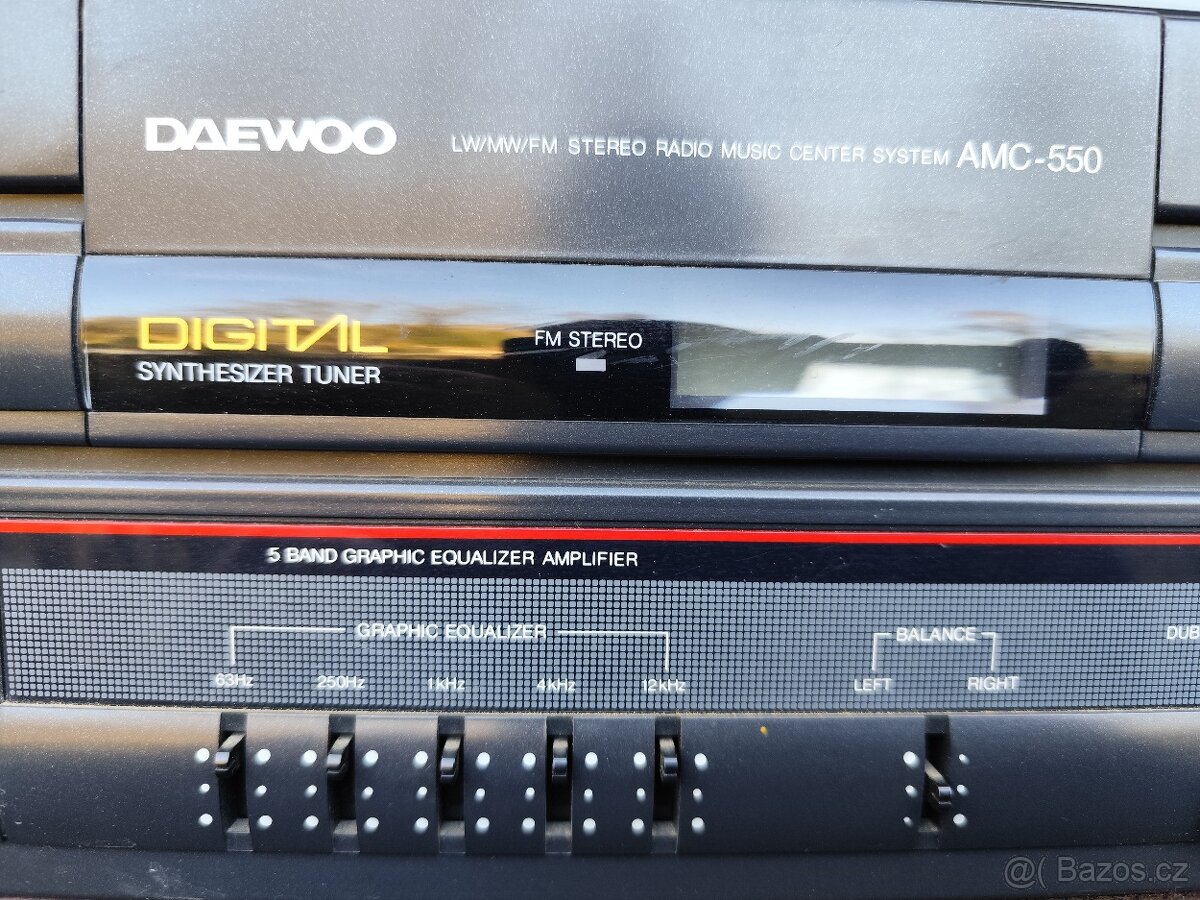 DAEWOO
LW/MW/FM STEREO RADIO MUSIC CENTER SYSTEM AMC-550
DIGITAL
SYNTHESIZER TUNER
FM STEREO
5 BAND GRAPHIC EQUALIZER AMPLIFIER
GRAPHIC EQUALIZER
BALANCE
DUB
63Hz 250Hz 1kHz 4kHz 12kHz
LEFT RIGHT
@( Bazos.cz